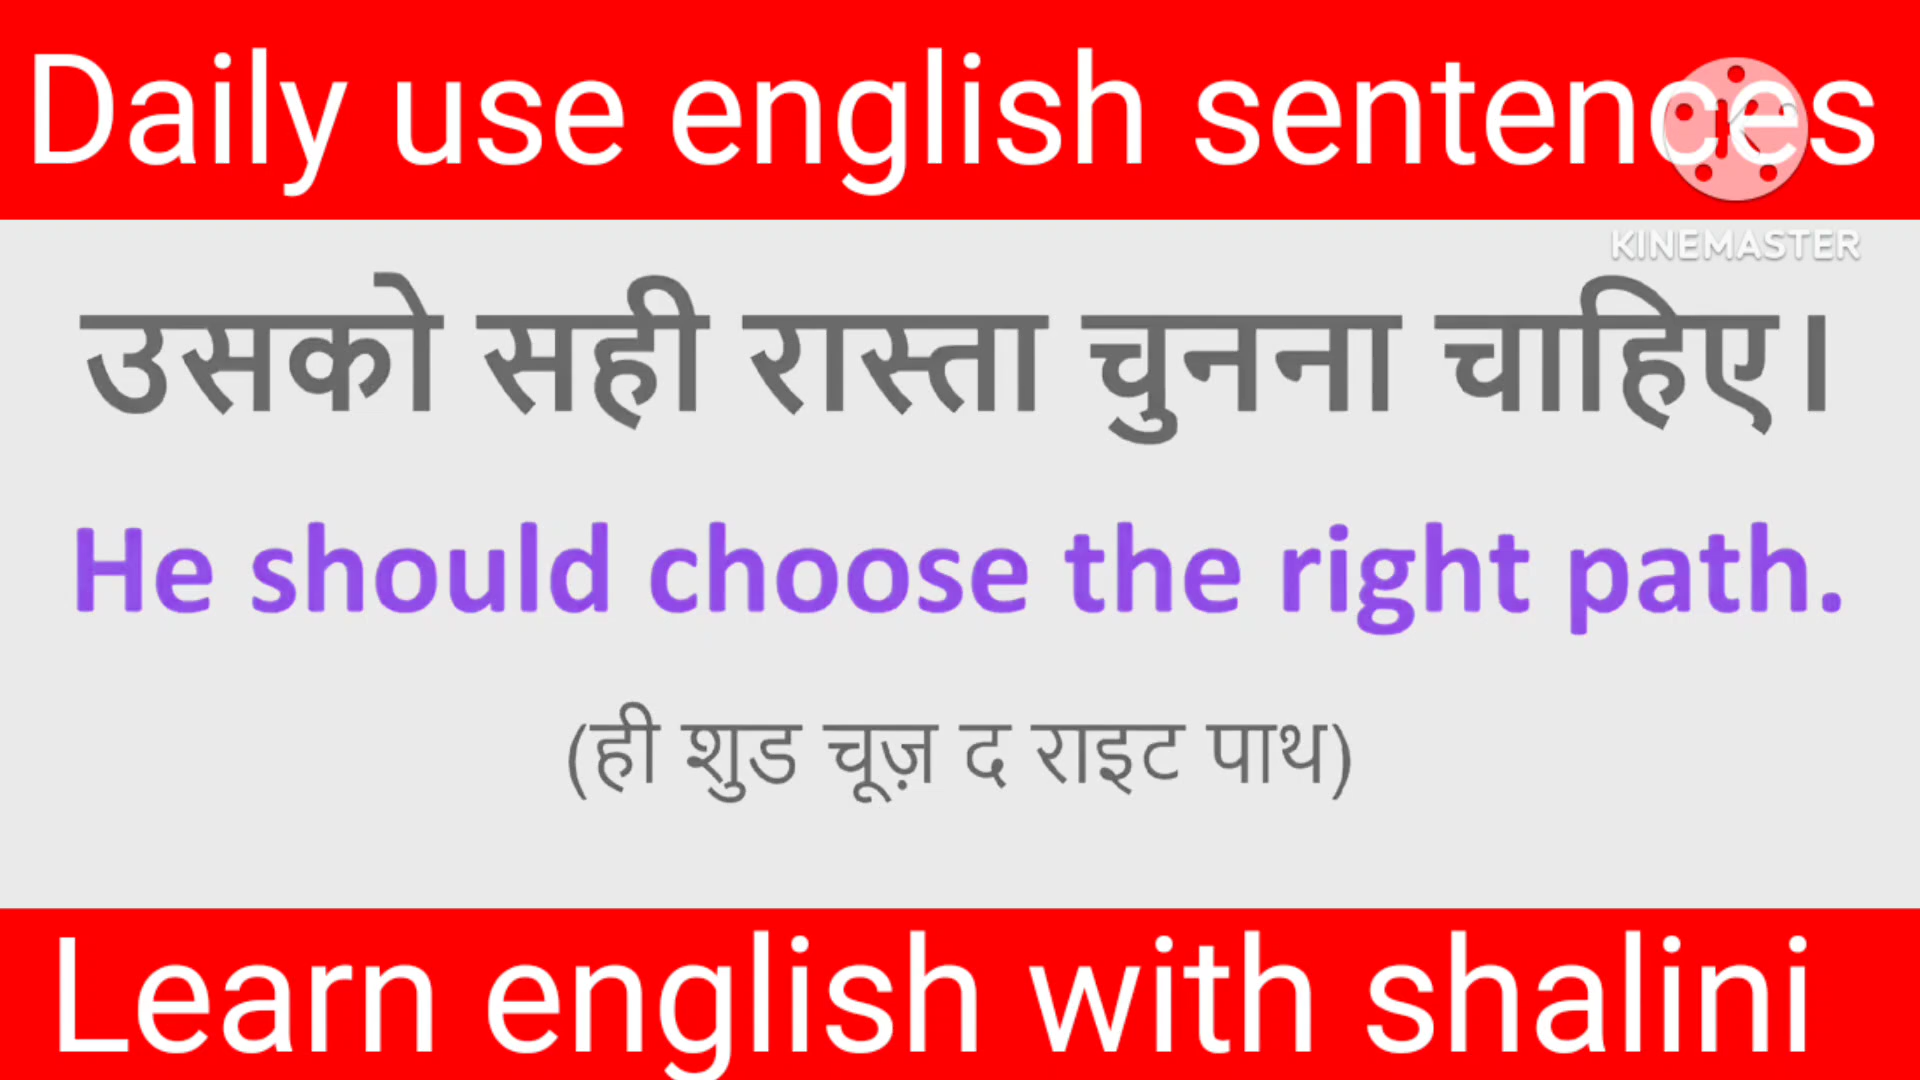 Daily use english sentences
KINEMASTER
उसको सही रास्ता चुनना चाहिए।
He should choose the right path.
(ही शुड चूज़ द राइट पाथ)
Learn english with shalini